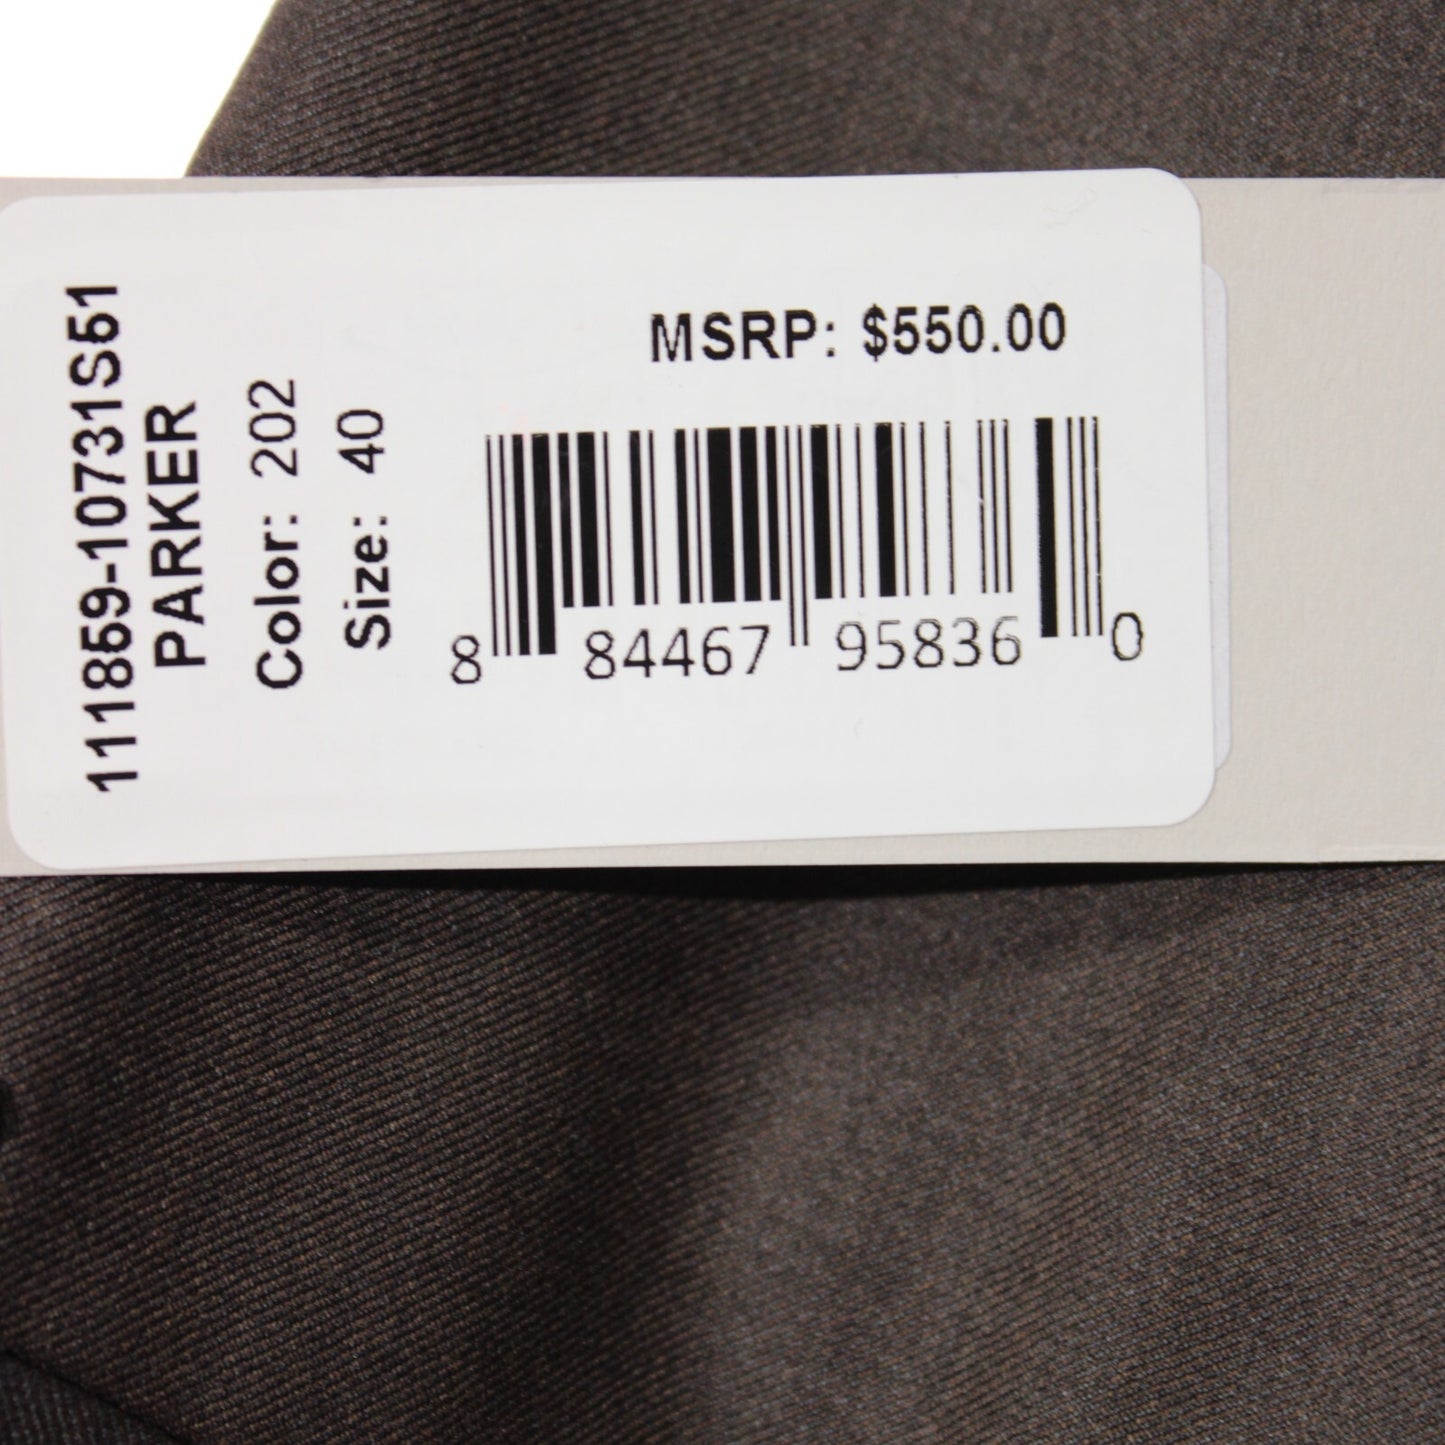 111859-10731S51
PARKER
Color: 202
Size: 40
MSRP: $550.00
8 84467 95836 0